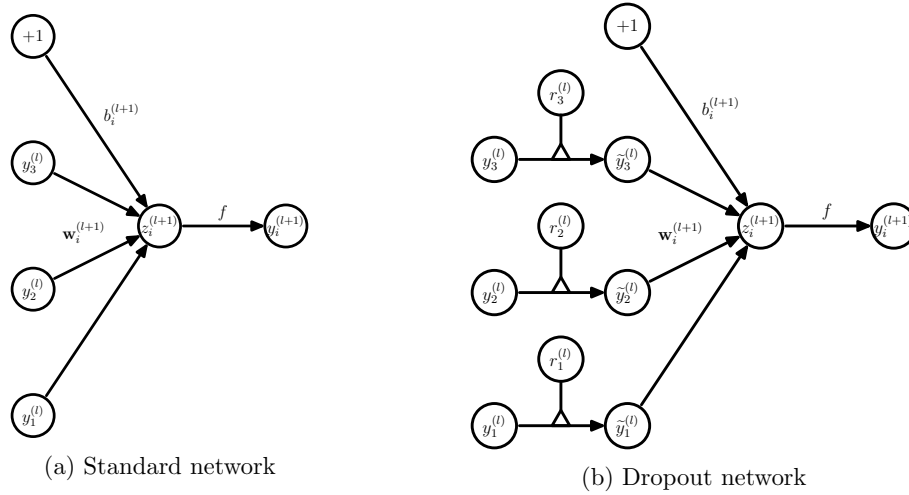 +1
b_i^{(l+1)}
y_3^{(l)}
w_i^{(l+1)}
z_i^{(l+1)}
f
y_i^{(l+1)}
y_2^{(l)}
y_1^{(l)}
(a) Standard network
+1
b_i^{(l+1)}
r_3^{(l)}
y_3^{(l)}
ỹ_3^{(l)}
r_2^{(l)}
w_i^{(l+1)}
z_i^{(l+1)}
f
y_i^{(l+1)}
y_2^{(l)}
ỹ_2^{(l)}
r_1^{(l)}
y_1^{(l)}
ỹ_1^{(l)}
(b) Dropout network